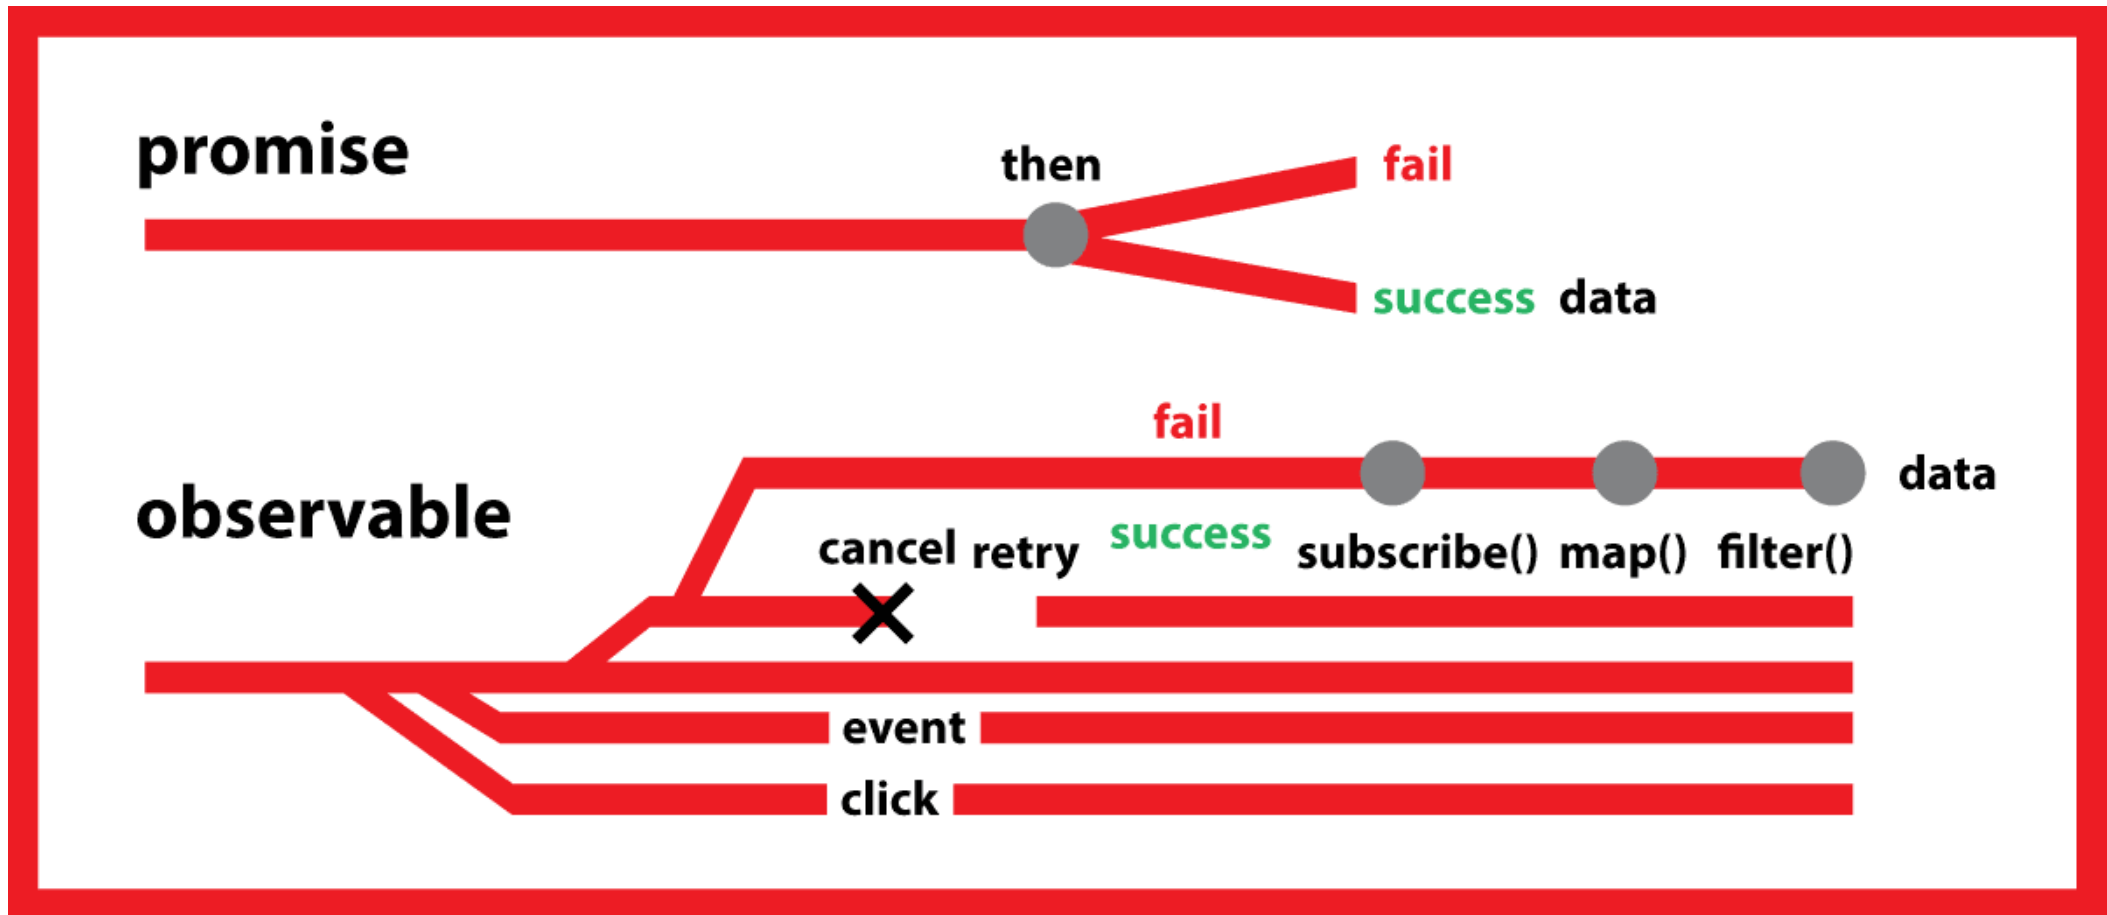 promise
then
fail
success data
observable
fail
data
cancel retry success subscribe() map() filter()
event
click